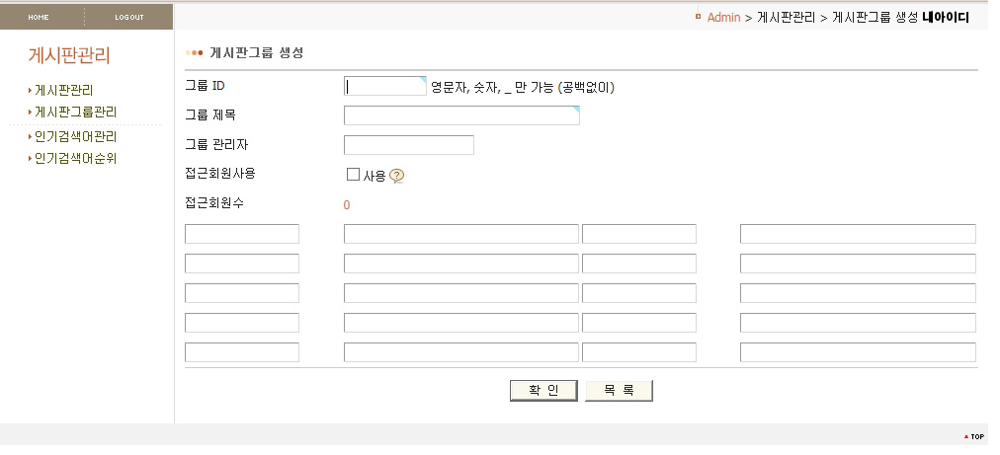 HOME LOGOUT
Admin > 게시판관리 > 게시판그룹 생성 내아이디
게시판관리
게시판관리
게시판그룹관리
인기검색어관리
인기검색어순위
게시판그룹 생성
그룹 ID 영문자, 숫자, _ 만 가능 (공백없이)
그룹 제목
그룹 관리자
접근회원사용 사용 ?
접근회원수 0
확 인 목 록
TOP